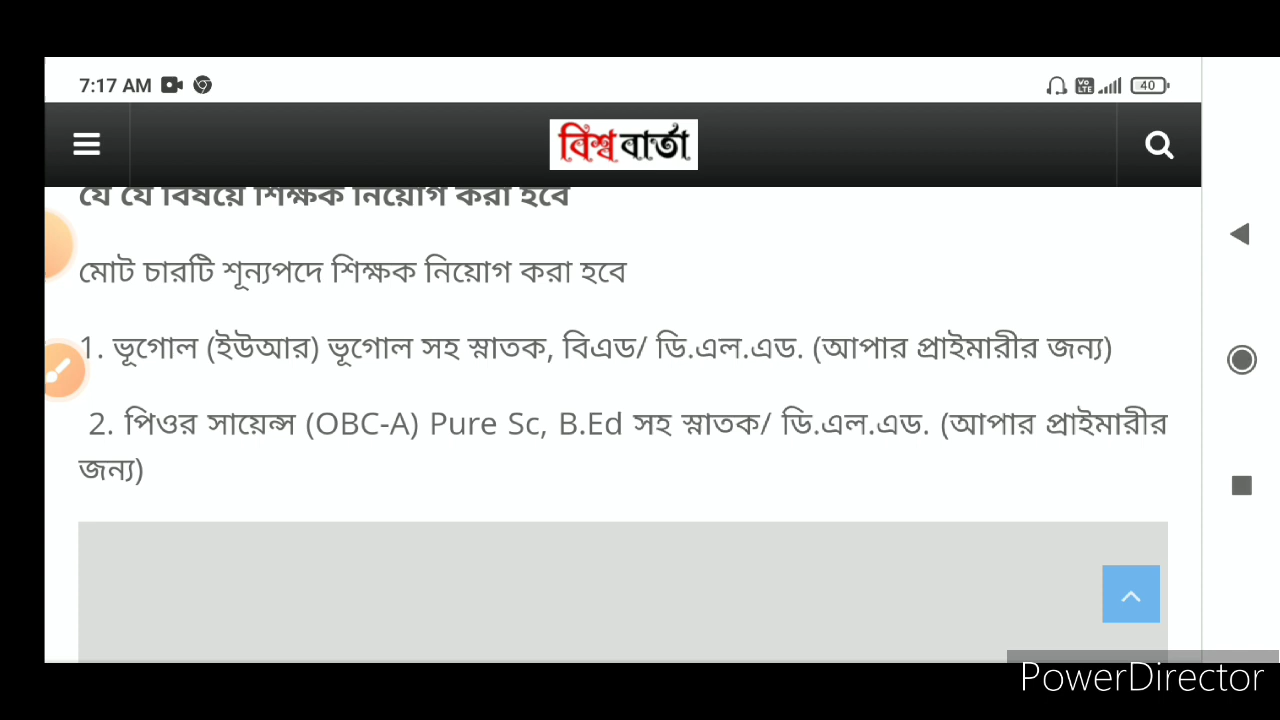 7:17 AM
VoLTE
40
বিশ্ব বার্তা
যে যে বিষয়ে শিক্ষক নিয়োগ করা হবে
মোট চারটি শূন্যপদে শিক্ষক নিয়োগ করা হবে
1. ভূগোল (ইউআর) ভূগোল সহ স্নাতক, বিএড/ ডি.এল.এড. (আপার প্রাইমারীর জন্য)
2. পিওর সায়েন্স (OBC-A) Pure Sc, B.Ed সহ স্নাতক/ ডি.এল.এড. (আপার প্রাইমারীর
জন্য)
PowerDirector